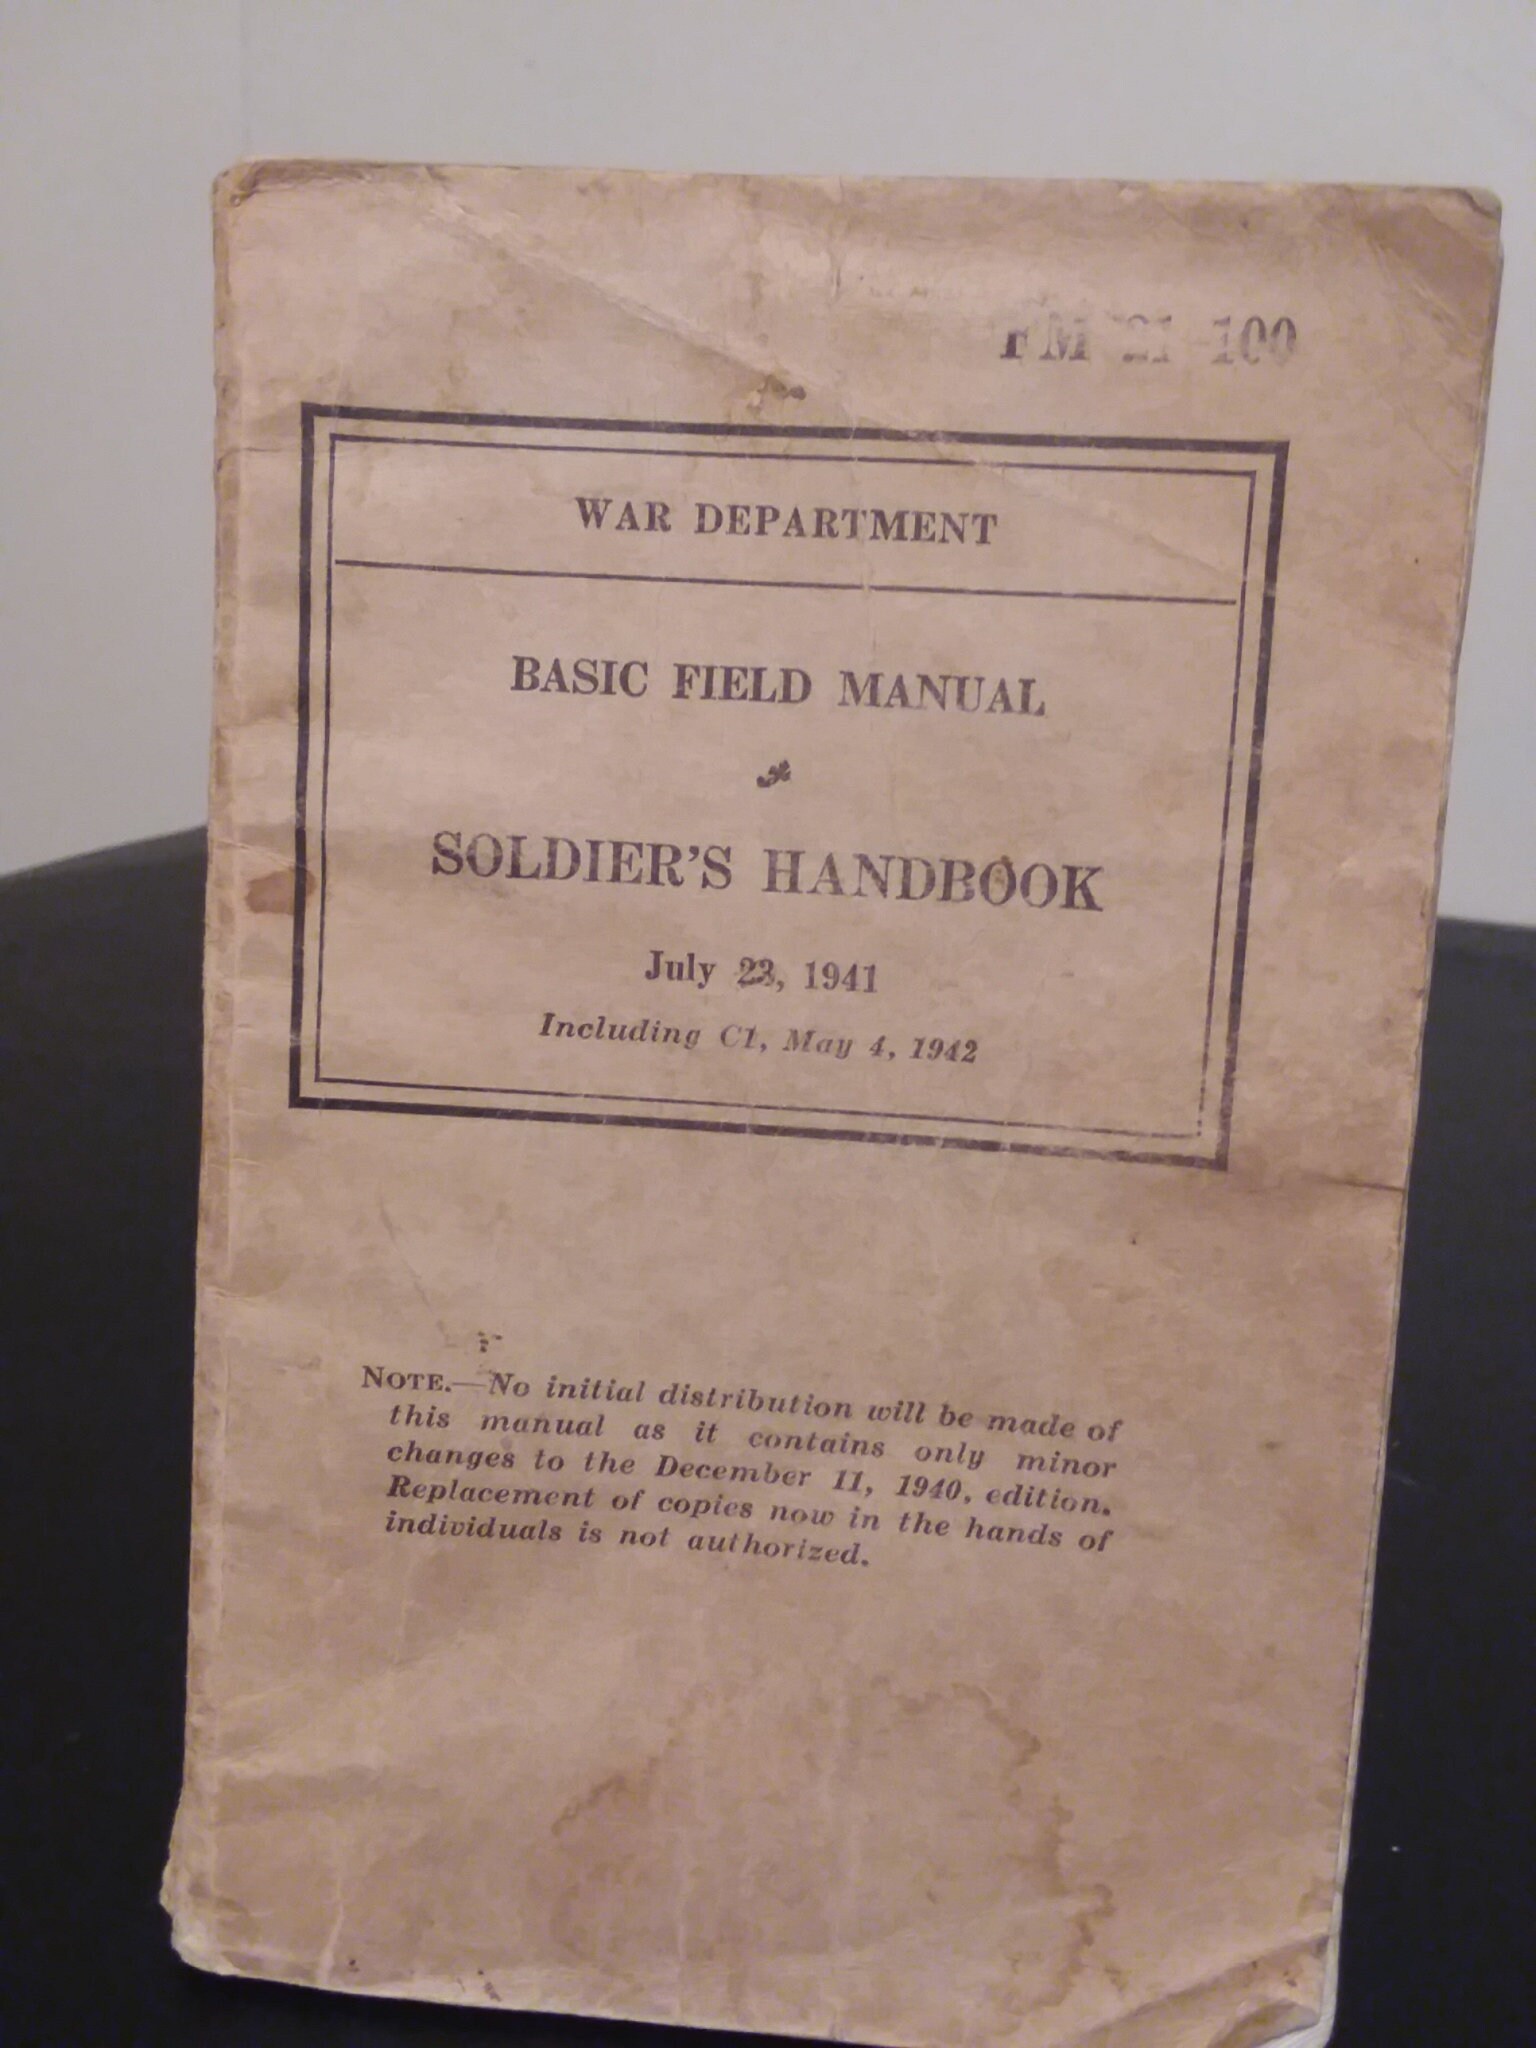 FM 21-100
WAR DEPARTMENT
BASIC FIELD MANUAL
SOLDIER'S HANDBOOK
July 23, 1941
Including C1, May 4, 1942
NOTE.—No initial distribution will be made of
this manual as it contains only minor
changes to the December 11, 1940, edition.
Replacement of copies now in the hands of
individuals is not authorized.